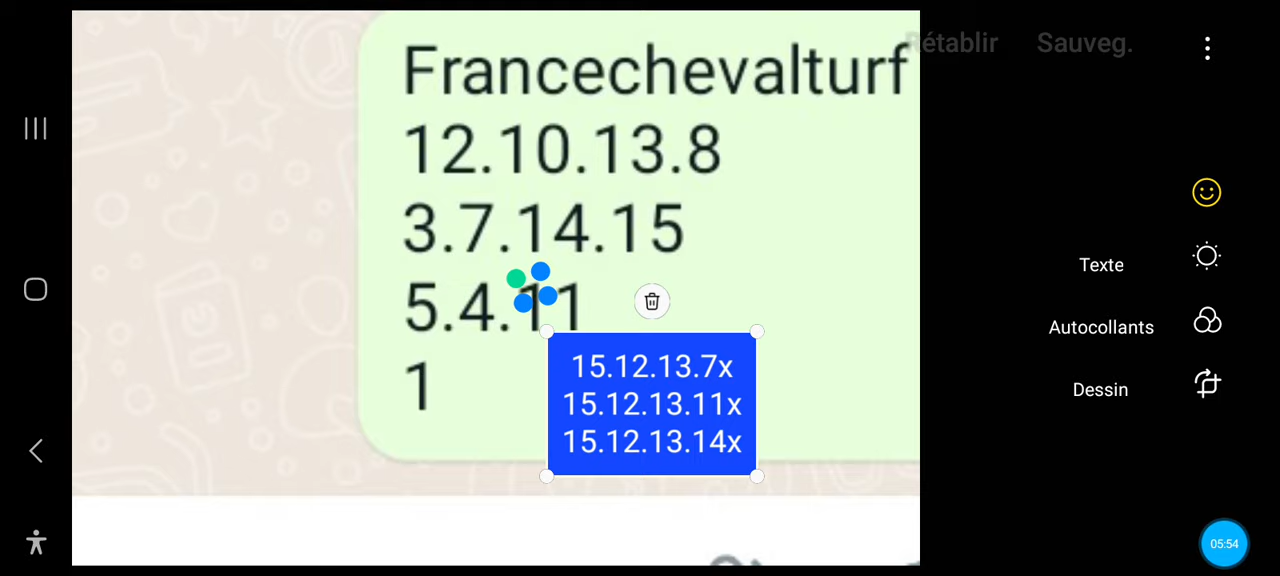 Francechevalturf
12.10.13.8
3.7.14.15
5.4.11
1
15.12.13.7x
15.12.13.11x
15.12.13.14x
Rétablir
Sauveg.
Texte
Autocollants
Dessin
05:54